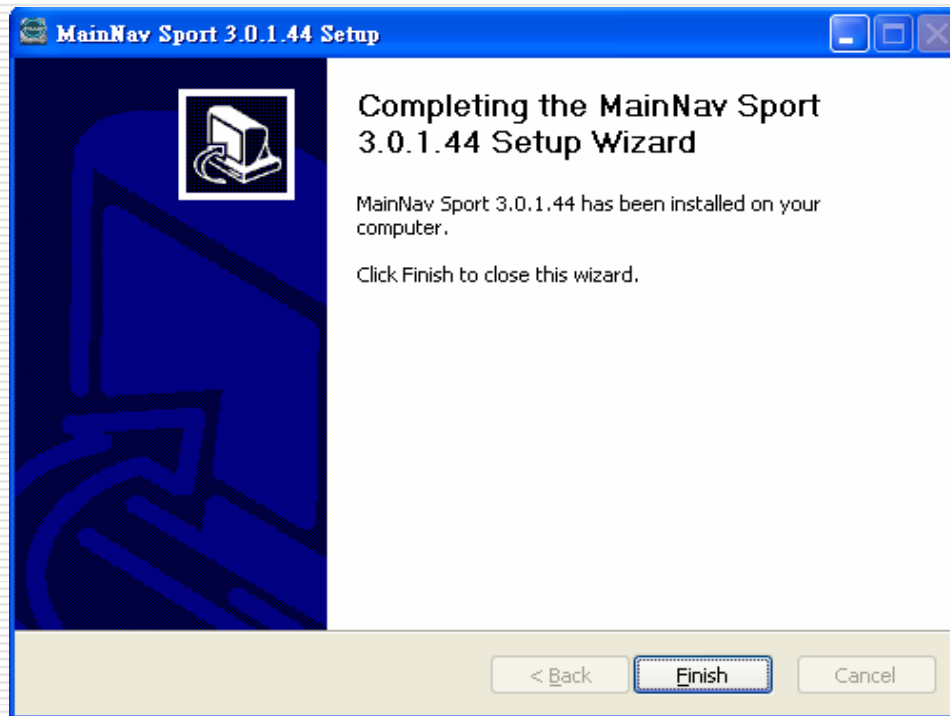 MainNav Sport 3.0.1.44 Setup
Completing the MainNav Sport
3.0.1.44 Setup Wizard
MainNav Sport 3.0.1.44 has been installed on your
computer.
Click Finish to close this wizard.
< Back Finish Cancel